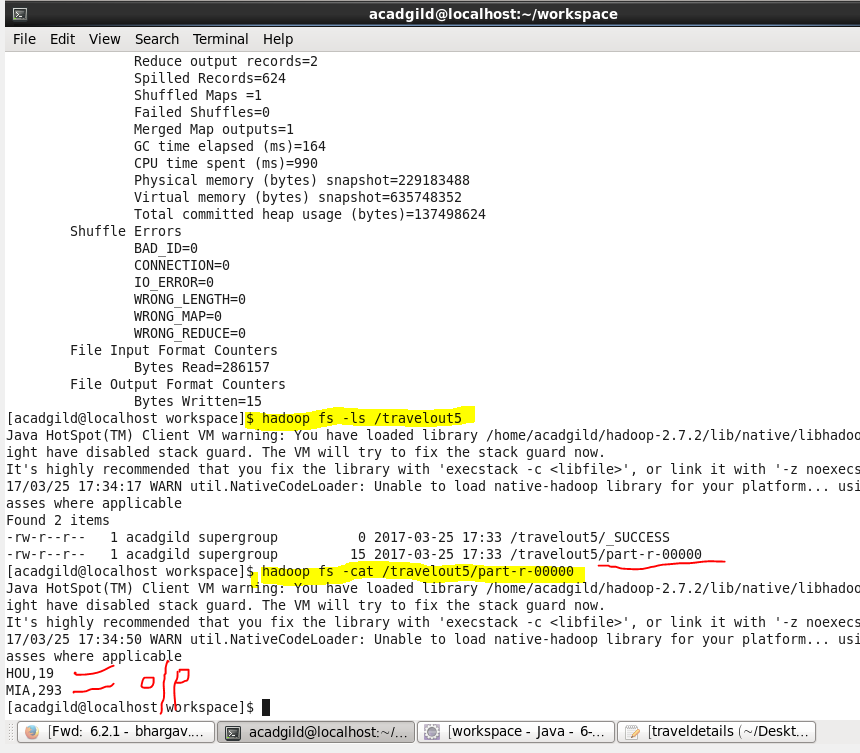 acadgild@localhost:~/workspace
File Edit View Search Terminal Help
Reduce output records=2
Spilled Records=624
Shuffled Maps =1
Failed Shuffles=0
Merged Map outputs=1
GC time elapsed (ms)=164
CPU time spent (ms)=990
Physical memory (bytes) snapshot=229183488
Virtual memory (bytes) snapshot=635748352
Total committed heap usage (bytes)=137498624
Shuffle Errors
BAD_ID=0
CONNECTION=0
IO_ERROR=0
WRONG_LENGTH=0
WRONG_MAP=0
WRONG_REDUCE=0
File Input Format Counters
Bytes Read=286157
File Output Format Counters
Bytes Written=15
[acadgild@localhost workspace]$ hadoop fs -ls /travelout5
Java HotSpot(TM) Client VM warning: You have loaded library /home/acadgild/hadoop-2.7.2/lib/native/libhadoo
ight have disabled stack guard. The VM will try to fix the stack guard now.
It's highly recommended that you fix the library with 'execstack -c <libfile>', or link it with '-z noexecs
17/03/25 17:34:17 WARN util.NativeCodeLoader: Unable to load native-hadoop library for your platform... usi
asses where applicable
Found 2 items
-rw-r--r-- 1 acadgild supergroup 0 2017-03-25 17:33 /travelout5/_SUCCESS
-rw-r--r-- 1 acadgild supergroup 15 2017-03-25 17:33 /travelout5/part-r-00000
[acadgild@localhost workspace]$ hadoop fs -cat /travelout5/part-r-00000
Java HotSpot(TM) Client VM warning: You have loaded library /home/acadgild/hadoop-2.7.2/lib/native/libhadoo
ight have disabled stack guard. The VM will try to fix the stack guard now.
It's highly recommended that you fix the library with 'execstack -c <libfile>', or link it with '-z noexecs
17/03/25 17:34:50 WARN util.NativeCodeLoader: Unable to load native-hadoop library for your platform... usi
asses where applicable
HOU,19
MIA,293 o/p
[acadgild@localhost workspace]$
[Fwd: 6.2.1 - bhargav.... acadgild@localhost:~/... [workspace - Java - 6-... [traveldetails (~/Deskt...